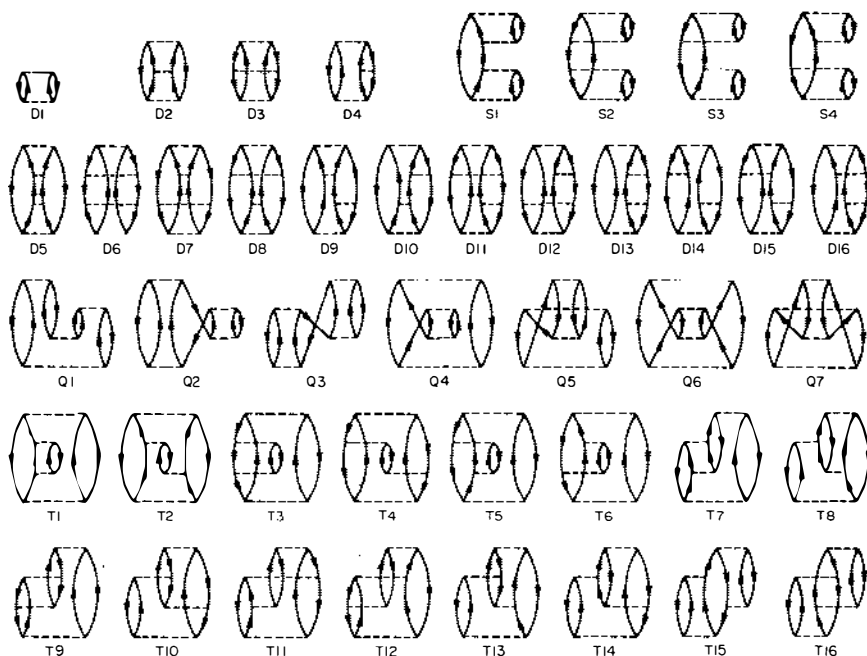 D1 D2 D3 D4 S1 S2 S3 S4
D5 D6 D7 D8 D9 D10 D11 D12 D13 D14 D15 D16
Q1 Q2 Q3 Q4 Q5 Q6 Q7
T1 T2 T3 T4 T5 T6 T7 T8
T9 T10 T11 T12 T13 T14 T15 T16